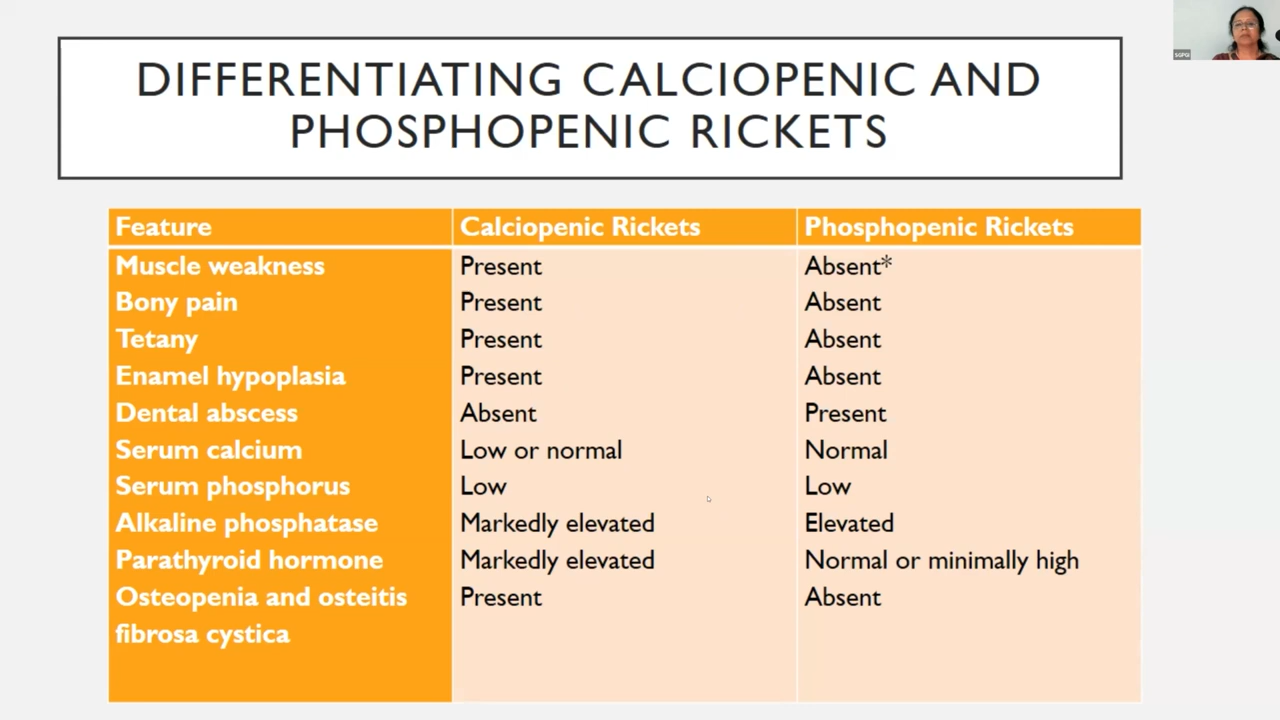 DIFFERENTIATING CALCIOPENIC AND
PHOSPHOPENIC RICKETS
SGPGI
Feature Calciopenic Rickets Phosphopenic Rickets
Muscle weakness Present Absent*
Bony pain Present Absent
Tetany Present Absent
Enamel hypoplasia Present Absent
Dental abscess Absent Present
Serum calcium Low or normal Normal
Serum phosphorus Low Low
Alkaline phosphatase Markedly elevated Elevated
Parathyroid hormone Markedly elevated Normal or minimally high
Osteopenia and osteitis Present Absent
fibrosa cystica